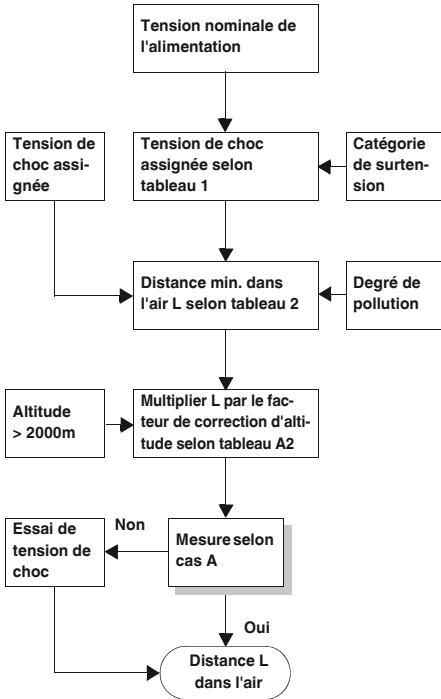 Tension nominale de
l'alimentation
Tension de
choc assi-
gnée
Tension de choc
assignée selon
tableau 1
Catégorie
de surten-
sion
Distance min. dans
l'air L selon tableau 2
Degré de
pollution
Altitude
> 2000m
Multiplier L par le fac-
teur de correction d'alti-
tude selon tableau A2
Essai de
tension de
choc
Non
Mesure selon
cas A
Oui
Distance L
dans l'air